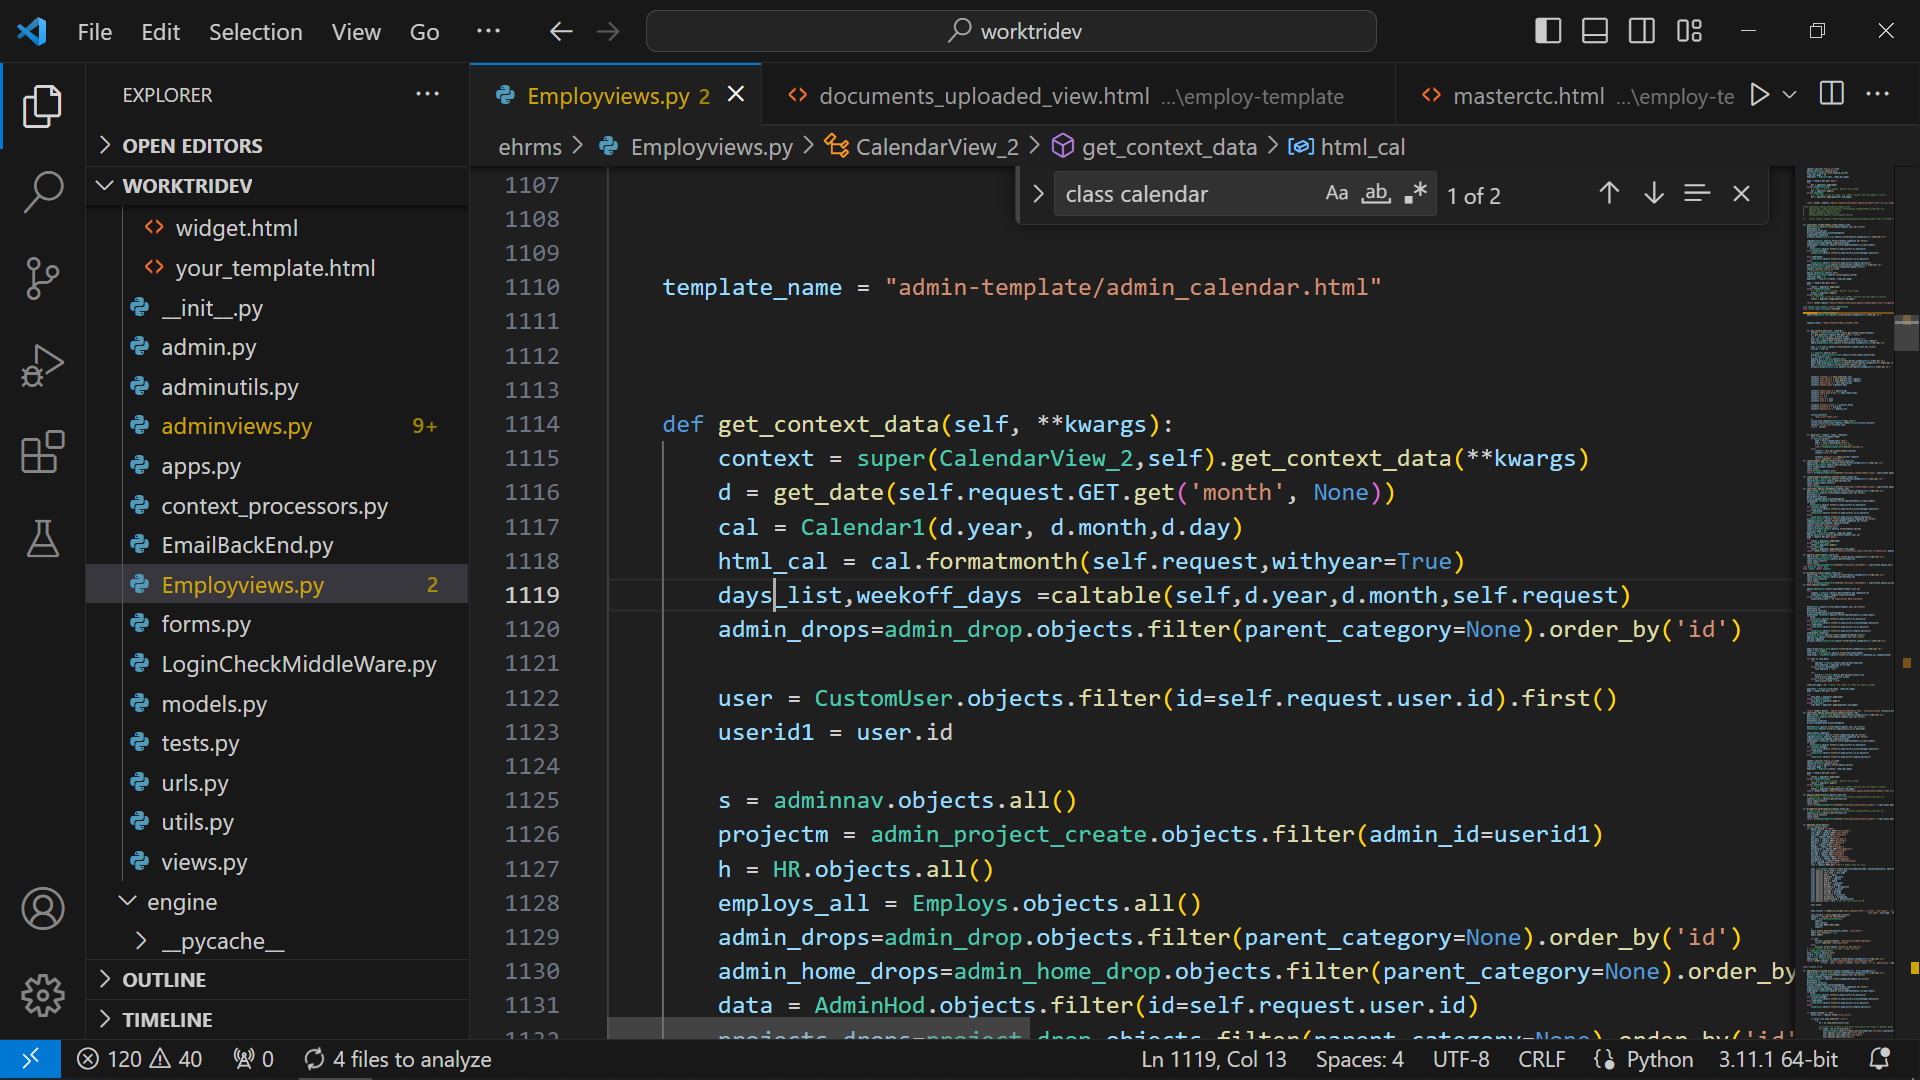 File Edit Selection View Go ··· worktridev
EXPLORER ···
OPEN EDITORS
WORKTRIDEV
widget.html
your_template.html
__init__.py
admin.py
adminutils.py
adminviews.py 9+
apps.py
context_processors.py
EmailBackEnd.py
Employviews.py 2
forms.py
LoginCheckMiddleWare.py
models.py
tests.py
urls.py
utils.py
views.py
engine
__pycache__
OUTLINE
TIMELINE
Employviews.py 2 documents_uploaded_view.html ...\employ-template masterctc.html ...\employ-te
ehrms > Employviews.py > CalendarView_2 > get_context_data > html_cal
class calendar Aa ab 1 of 2
1107
1108
1109
1110 template_name = "admin-template/admin_calendar.html"
1111
1112
1113
1114 def get_context_data(self, **kwargs):
1115 context = super(CalendarView_2,self).get_context_data(**kwargs)
1116 d = get_date(self.request.GET.get('month', None))
1117 cal = Calendar1(d.year, d.month,d.day)
1118 html_cal = cal.formatmonth(self.request,withyear=True)
1119 days_list,weekoff_days =caltable(self,d.year,d.month,self.request)
1120 admin_drops=admin_drop.objects.filter(parent_category=None).order_by('id')
1121
1122 user = CustomUser.objects.filter(id=self.request.user.id).first()
1123 userid1 = user.id
1124
1125 s = adminnav.objects.all()
1126 projectm = admin_project_create.objects.filter(admin_id=userid1)
1127 h = HR.objects.all()
1128 employs_all = Employs.objects.all()
1129 admin_drops=admin_drop.objects.filter(parent_category=None).order_by('id')
1130 admin_home_drops=admin_home_drop.objects.filter(parent_category=None).order_by
1131 data = AdminHod.objects.filter(id=self.request.user.id)
1132 projects_drops=project_drop.objects.filter(parent_category=None).order_by('id'
120 40 0 4 files to analyze Ln 1119, Col 13 Spaces: 4 UTF-8 CRLF Python 3.11.1 64-bit